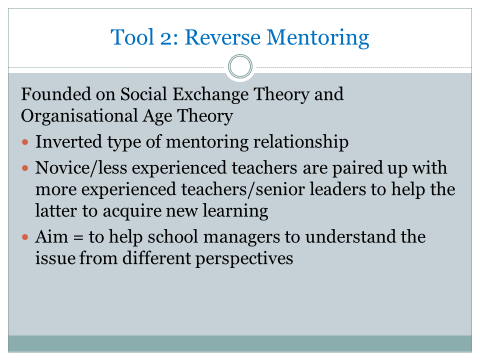 Tool 2: Reverse Mentoring
Founded on Social Exchange Theory and
Organisational Age Theory
• Inverted type of mentoring relationship
• Novice/less experienced teachers are paired up with
more experienced teachers/senior leaders to help the
latter to acquire new learning
• Aim = to help school managers to understand the
issue from different perspectives